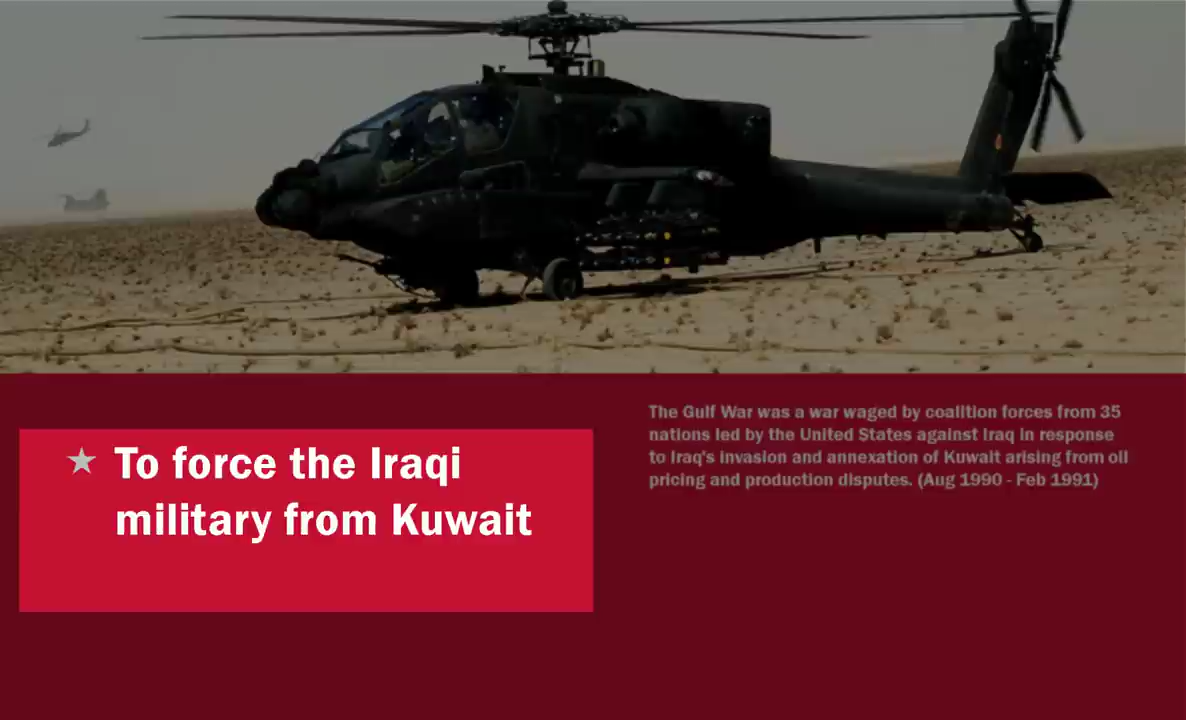 To force the Iraqi
military from Kuwait
The Gulf War was a war waged by coalition forces from 35
nations led by the United States against Iraq in response
to Iraq's invasion and annexation of Kuwait arising from oil
pricing and production disputes. (Aug 1990 - Feb 1991)